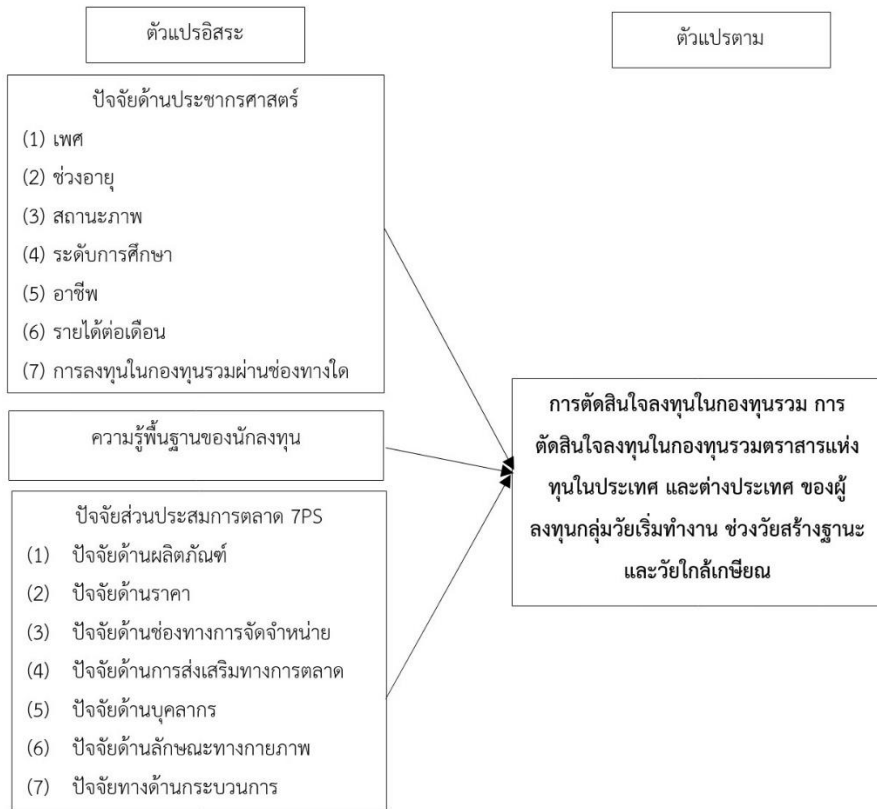 ตัวแปรอิสระ
ตัวแปรตาม
ปัจจัยด้านประชากรศาสตร์
(1) เพศ
(2) ช่วงอายุ
(3) สถานะภาพ
(4) ระดับการศึกษา
(5) อาชีพ
(6) รายได้ต่อเดือน
(7) การลงทุนในกองทุนรวมผ่านช่องทางใด
ความรู้พื้นฐานของนักลงทุน
ปัจจัยส่วนประสมการตลาด 7PS
(1) ปัจจัยด้านผลิตภัณฑ์
(2) ปัจจัยด้านราคา
(3) ปัจจัยด้านช่องทางการจัดจำหน่าย
(4) ปัจจัยด้านการส่งเสริมทางการตลาด
(5) ปัจจัยด้านบุคลากร
(6) ปัจจัยด้านลักษณะทางกายภาพ
(7) ปัจจัยทางด้านกระบวนการ
การตัดสินใจลงทุนในกองทุนรวม การ
ตัดสินใจลงทุนในกองทุนรวมตราสารแห่ง
ทุนในประเทศ และต่างประเทศ ของผู้
ลงทุนกลุ่มวัยเริ่มทำงาน ช่วงวัยสร้างฐานะ
และวัยใกล้เกษียณ